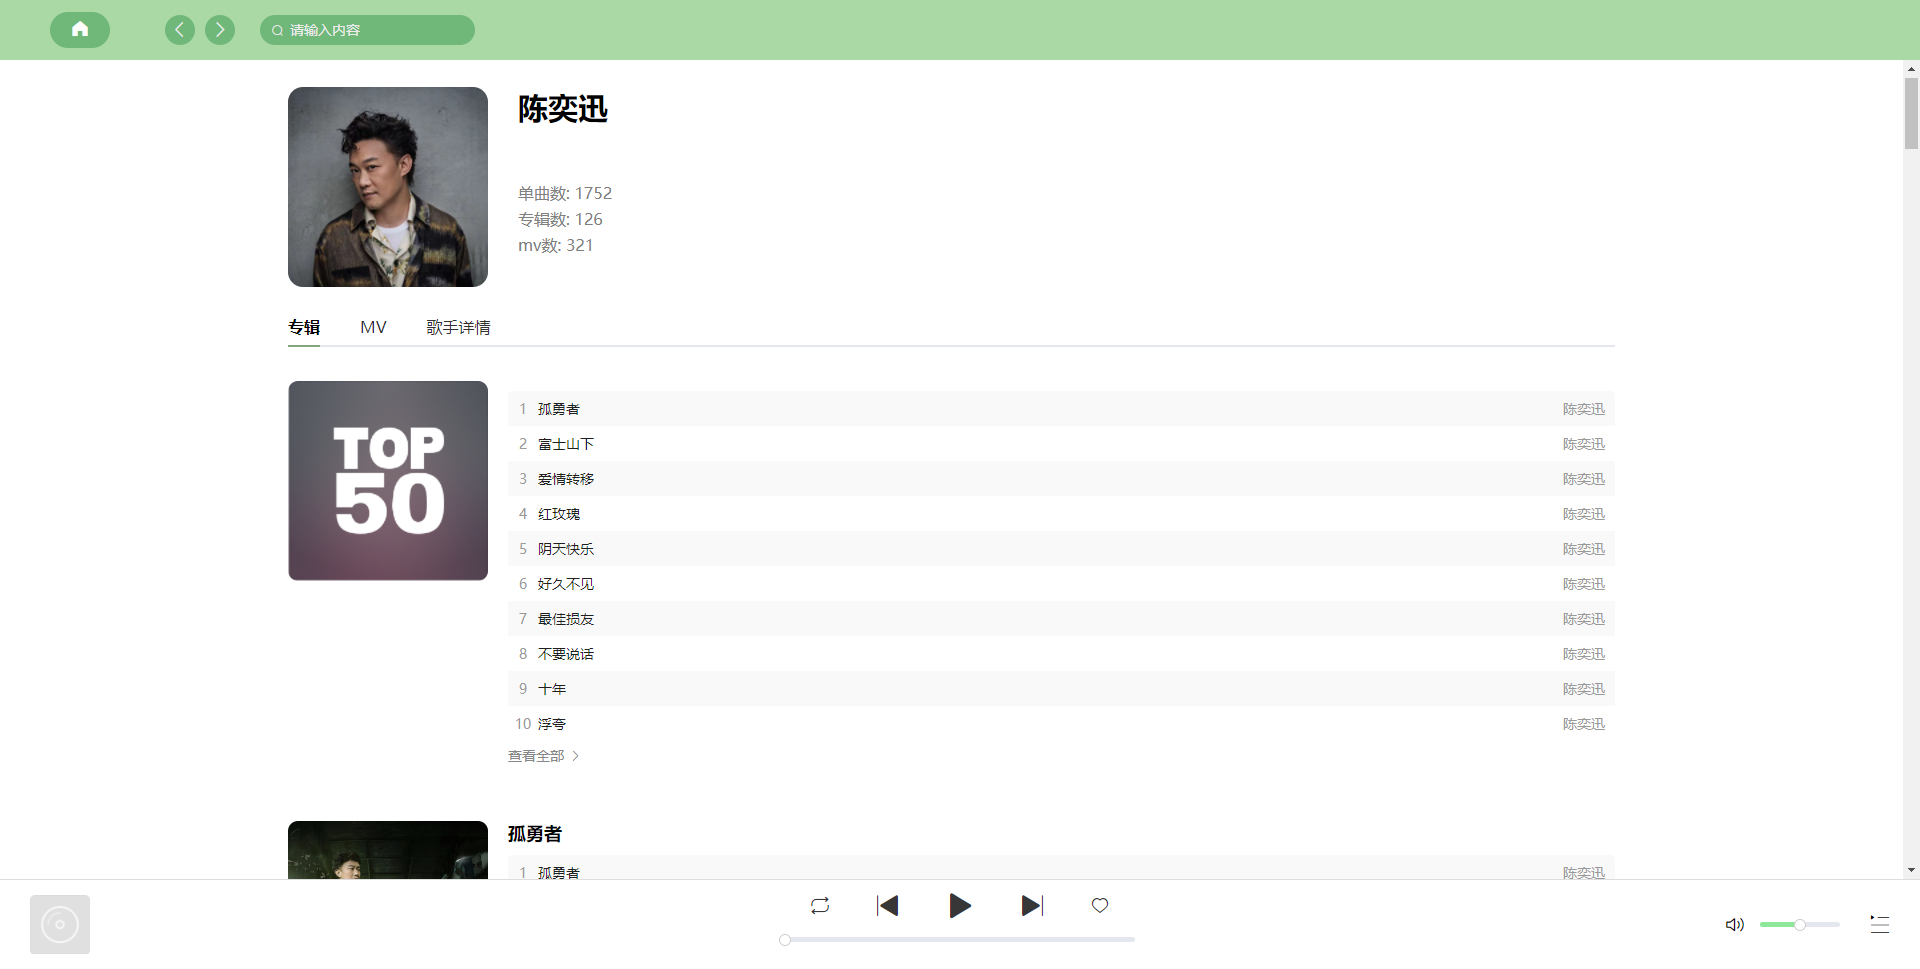 请输入内容
陈奕迅
单曲数: 1752
专辑数: 126
mv数: 321
专辑 MV 歌手详情
TOP
50
1 孤勇者 陈奕迅
2 富士山下 陈奕迅
3 爱情转移 陈奕迅
4 红玫瑰 陈奕迅
5 阴天快乐 陈奕迅
6 好久不见 陈奕迅
7 最佳损友 陈奕迅
8 不要说话 陈奕迅
9 十年 陈奕迅
10 浮夸 陈奕迅
查看全部
孤勇者
1 孤勇者 陈奕迅